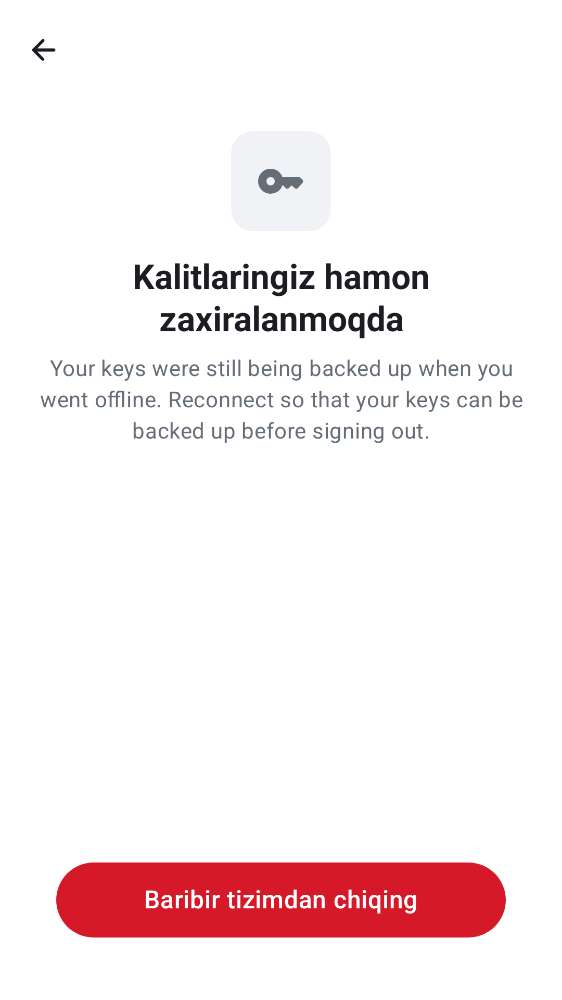 Kalitlaringiz hamon
zaxiralanmoqda
Your keys were still being backed up when you
went offline. Reconnect so that your keys can be
backed up before signing out.
Baribir tizimdan chiqing